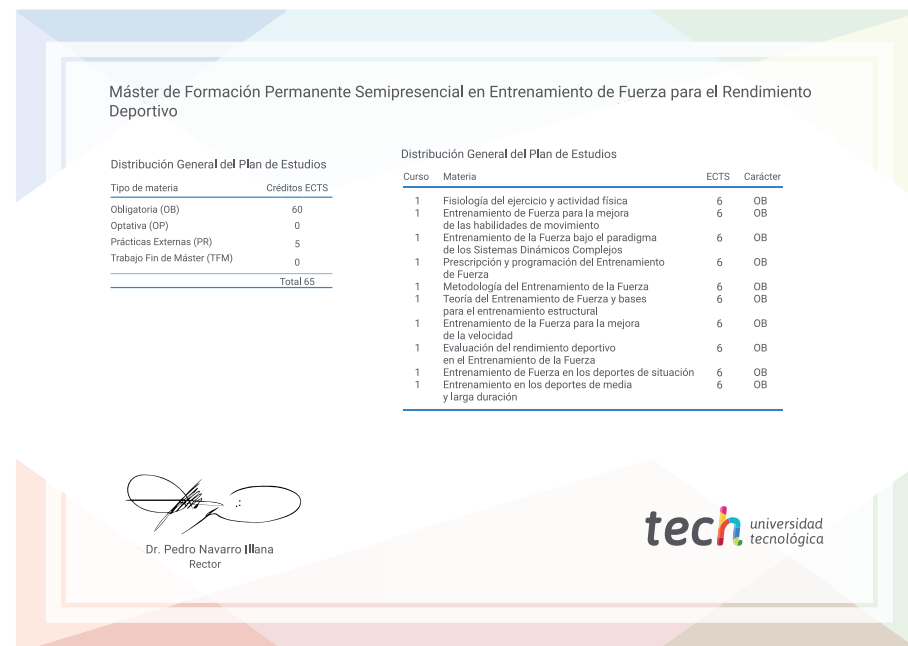 Máster de Formación Permanente Semipresencial en Entrenamiento de Fuerza para el Rendimiento
Deportivo
Distribución General del Plan de Estudios
Tipo de materia Créditos ECTS
Obligatoria (OB) 60
Optativa (OP) 0
Prácticas Externas (PR) 5
Trabajo Fin de Máster (TFM) 0
Total 65
Distribución General del Plan de Estudios
Curso Materia ECTS Carácter
1 Fisiología del ejercicio y actividad física 6 OB
1 Entrenamiento de Fuerza para la mejora 6 OB
de las habilidades de movimiento
1 Entrenamiento de la Fuerza bajo el paradigma 6 OB
de los Sistemas Dinámicos Complejos
1 Prescripción y programación del Entrenamiento 6 OB
de Fuerza
1 Metodología del Entrenamiento de la Fuerza 6 OB
1 Teoría del Entrenamiento de Fuerza y bases 6 OB
para el entrenamiento estructural
1 Entrenamiento de la Fuerza para la mejora 6 OB
de la velocidad
1 Evaluación del rendimiento deportivo 6 OB
en el Entrenamiento de la Fuerza
1 Entrenamiento de Fuerza en los deportes de situación 6 OB
1 Entrenamiento en los deportes de media 6 OB
y larga duración
Dr. Pedro Navarro Illana
Rector
tech universidad
tecnológica